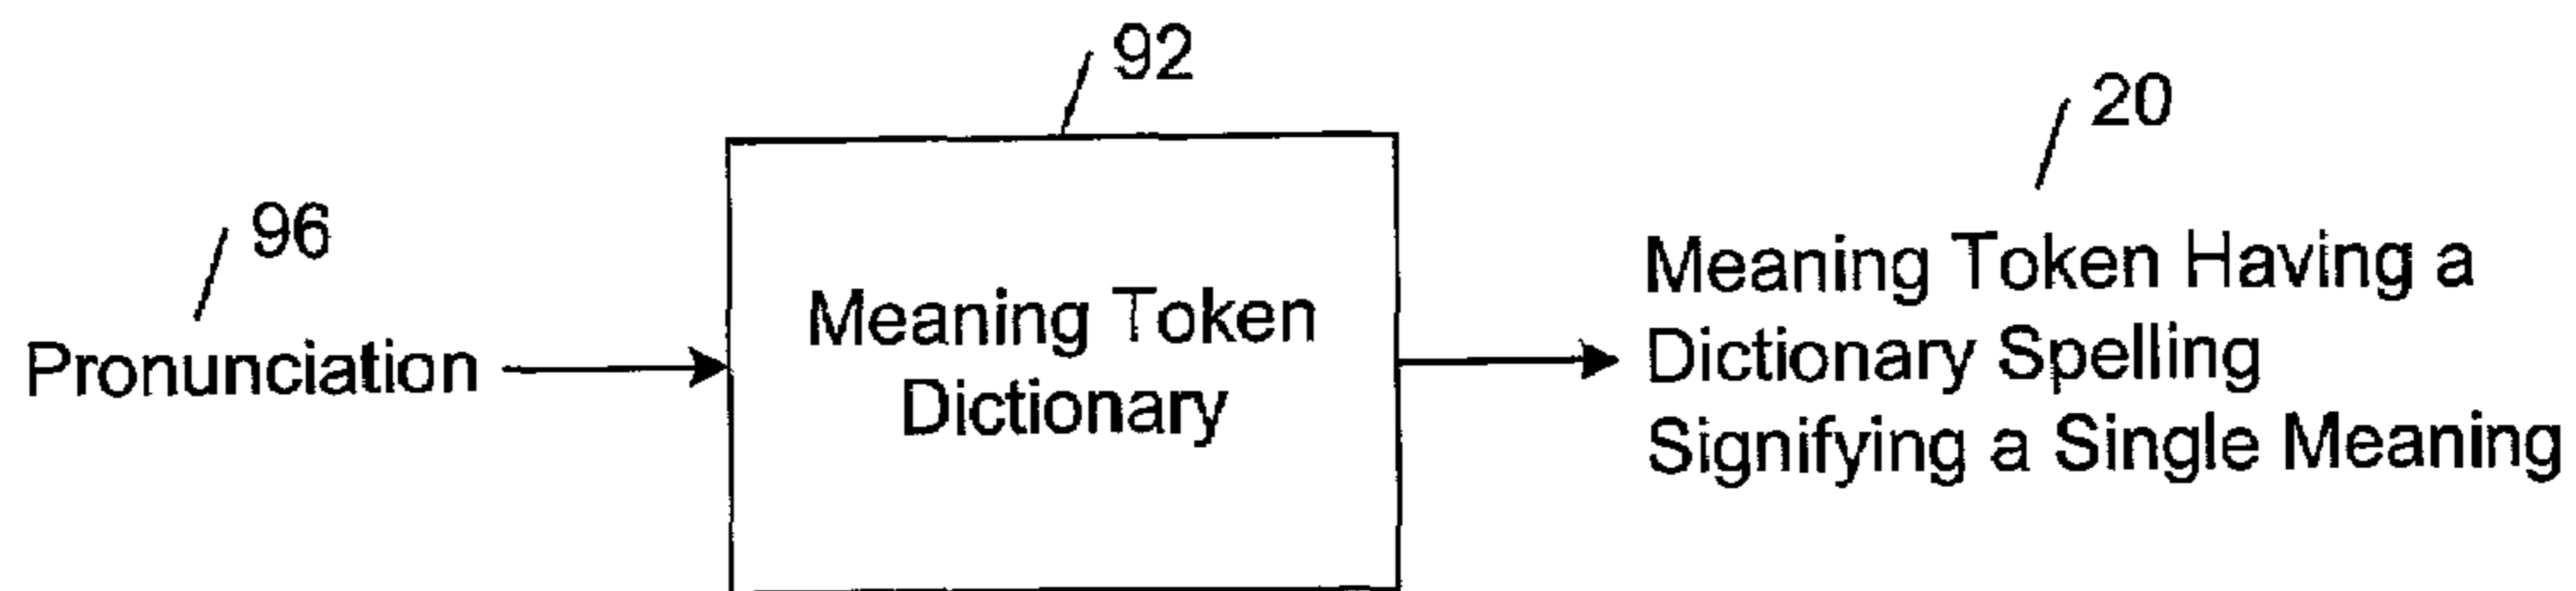 92
20
96
Meaning Token Having a
Meaning Token
Dictionary Spelling
Pronunciation
Dictionary
Signifying a Single Meaning